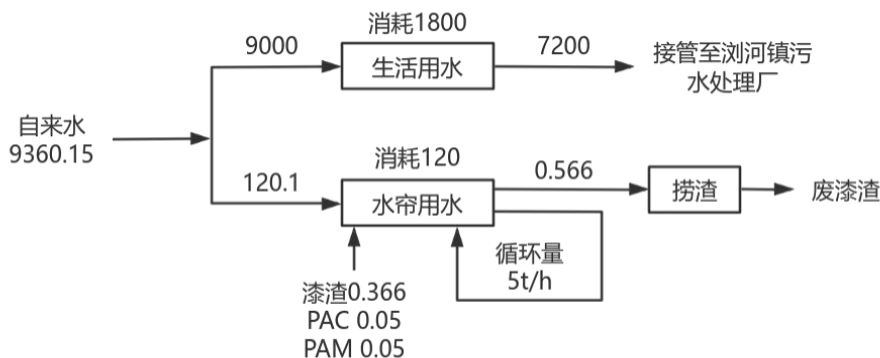 消耗1800
9000
生活用水
7200
接管至浏河镇污
水处理厂
自来水
9360.15
消耗120
120.1
水帘用水
0.566
捞渣
废漆渣
循环量
5t/h
漆渣0.366
PAC 0.05
PAM 0.05